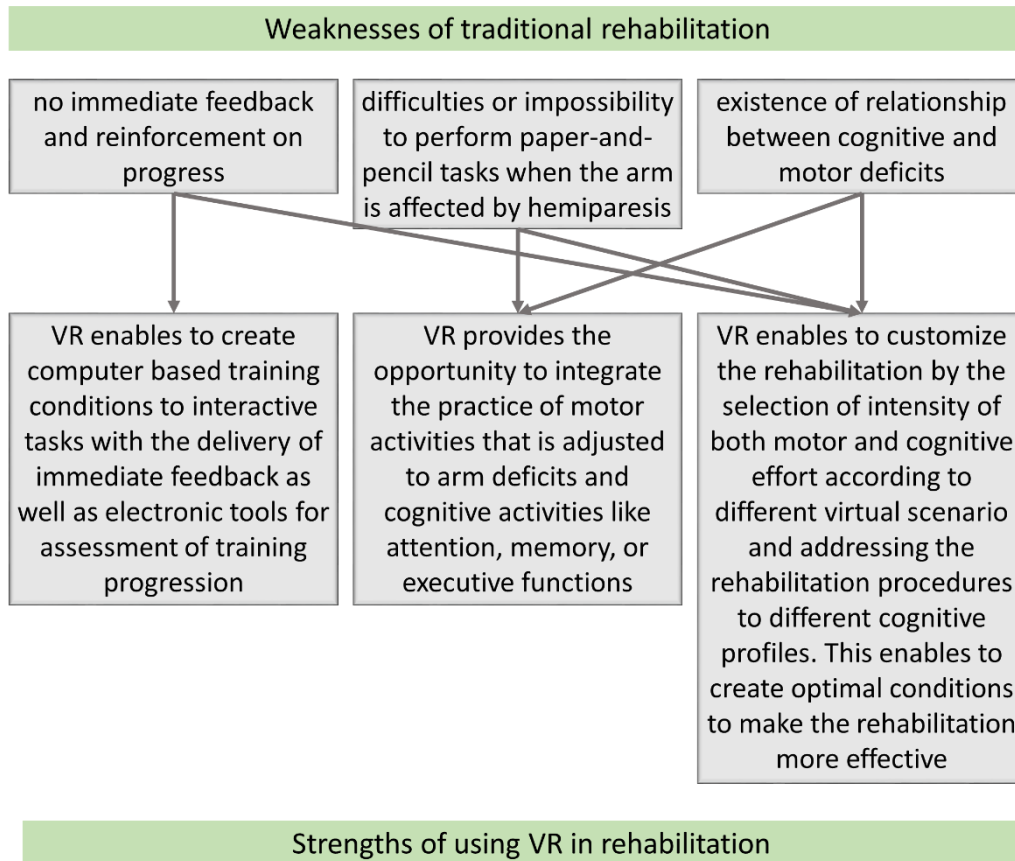 Weaknesses of traditional rehabilitation
no immediate feedback
and reinforcement on
progress
difficulties or impossibility
to perform paper-and-
pencil tasks when the arm
is affected by hemiparesis
existence of relationship
between cognitive and
motor deficits
VR enables to create
computer based training
conditions to interactive
tasks with the delivery of
immediate feedback as
well as electronic tools for
assessment of training
progression
VR provides the
opportunity to integrate
the practice of motor
activities that is adjusted
to arm deficits and
cognitive activities like
attention, memory, or
executive functions
VR enables to customize
the rehabilitation by the
selection of intensity of
both motor and cognitive
effort according to
different virtual scenario
and addressing the
rehabilitation procedures
to different cognitive
profiles. This enables to
create optimal conditions
to make the rehabilitation
more effective
Strengths of using VR in rehabilitation